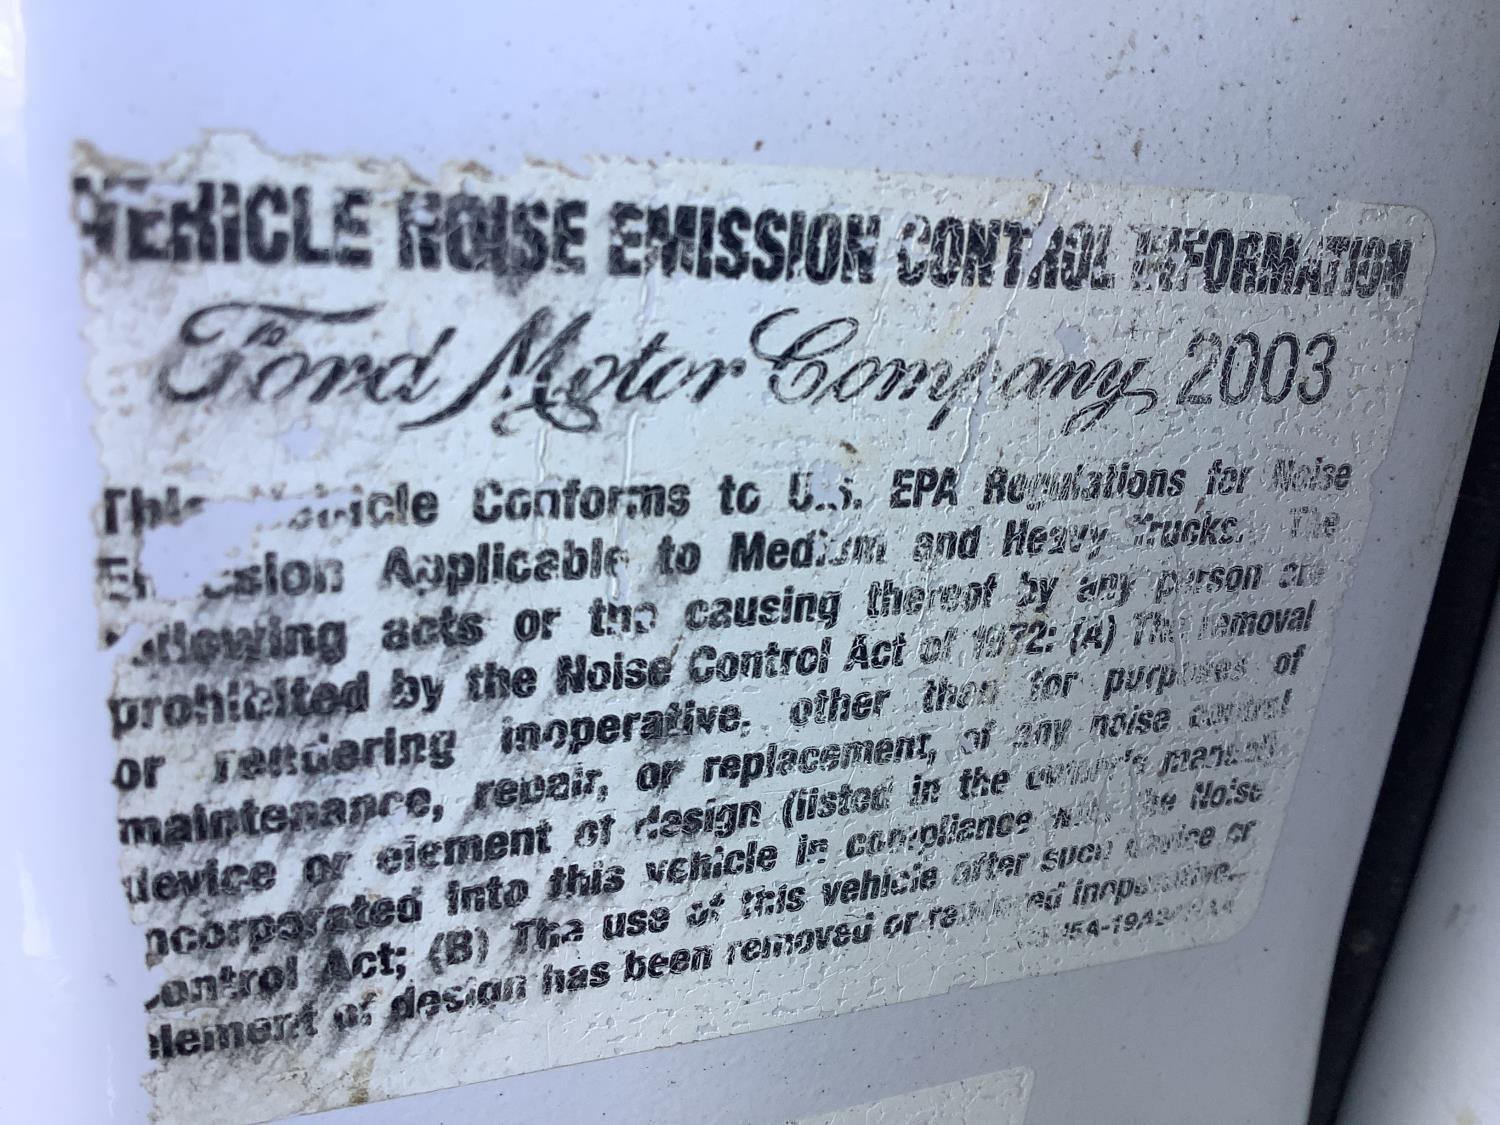 VEHICLE NOISE EMISSION CONTROL INFORMATION
Ford Motor Company 2003
This Vehicle Conforms to U.S. EPA Regulations for Noise
Emission Applicable to Medium and Heavy Trucks. The
following acts or the causing thereof by any person are
prohibited by the Noise Control Act of 1972: (A) The removal
or rendering inoperative, other than for purposes of
maintenance, repair, or replacement, of any noise control
device or element of design (listed in the owner's manual)
incorporated into this vehicle in compliance with the Noise
Control Act; (B) The use of this vehicle after such device or
element of design has been removed or rendered inoperative.